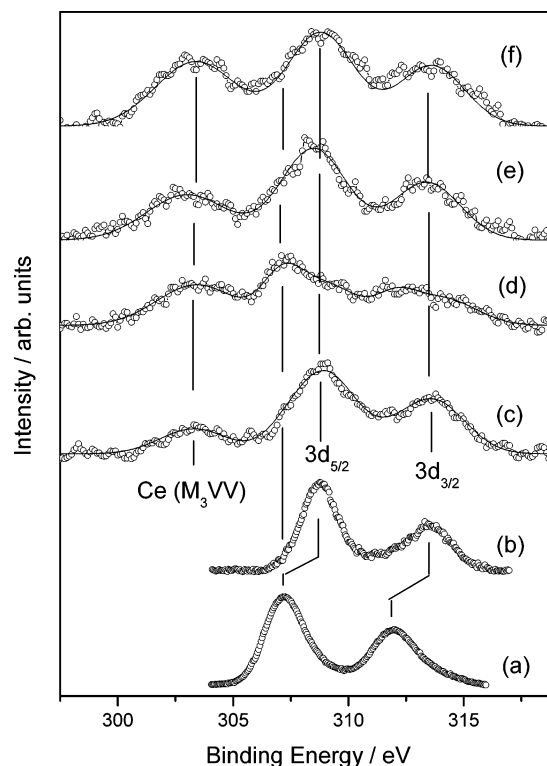 (f)
(e)
(d)
(c)
3d5/2
3d3/2
Ce (M3VV)
(b)
(a)
Intensity / arb. units
300 305 310 315
Binding Energy / eV